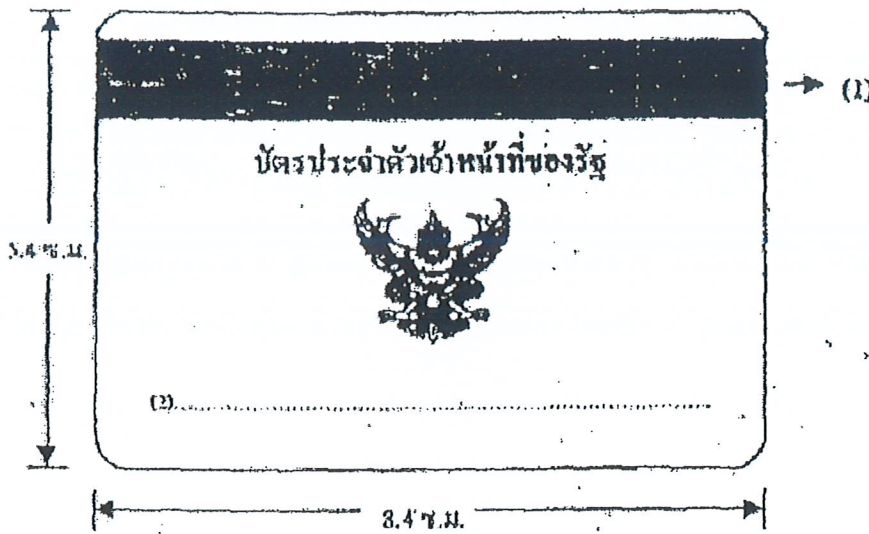 (1)
บัตรประจำตัวเจ้าหน้าที่ของรัฐ
5.4 ซ.ม.
(2)
8.4 ซ.ม.